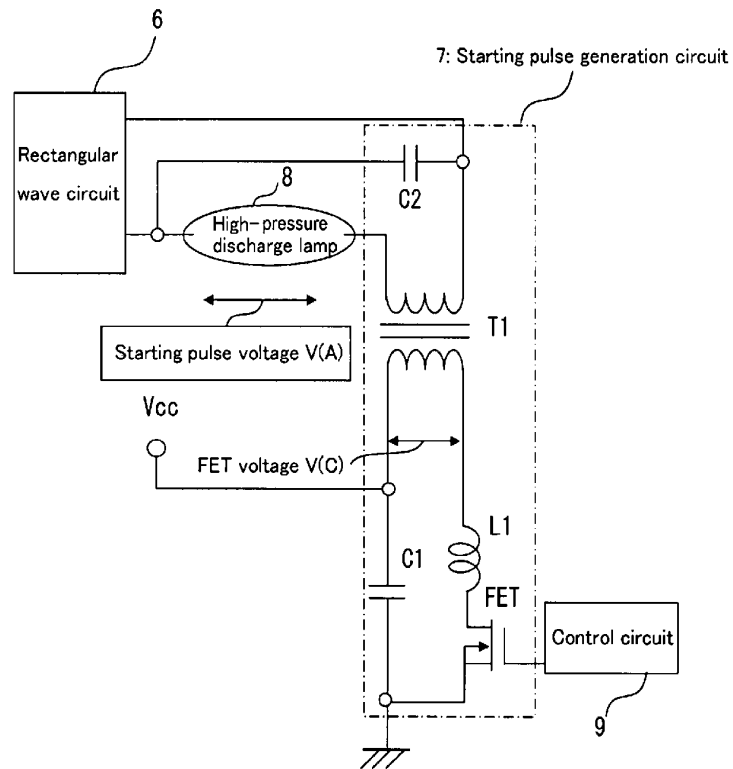 6
7: Starting pulse generation circuit
Rectangular
wave circuit
8
C2
High-pressure
discharge lamp
T1
Starting pulse voltage V(A)
Vcc
FET voltage V(C)
L1
C1
FET
Control circuit
9